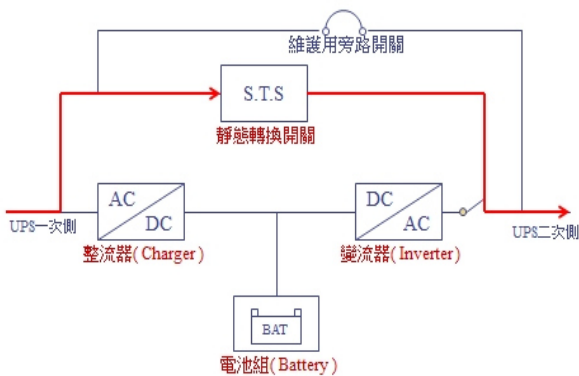 維護用旁路開關
S.T.S
靜態轉換開關
AC
DC
DC
AC
UPS一次側
UPS二次側
整流器(Charger)
變流器(Inverter)
BAT
電池組(Battery)